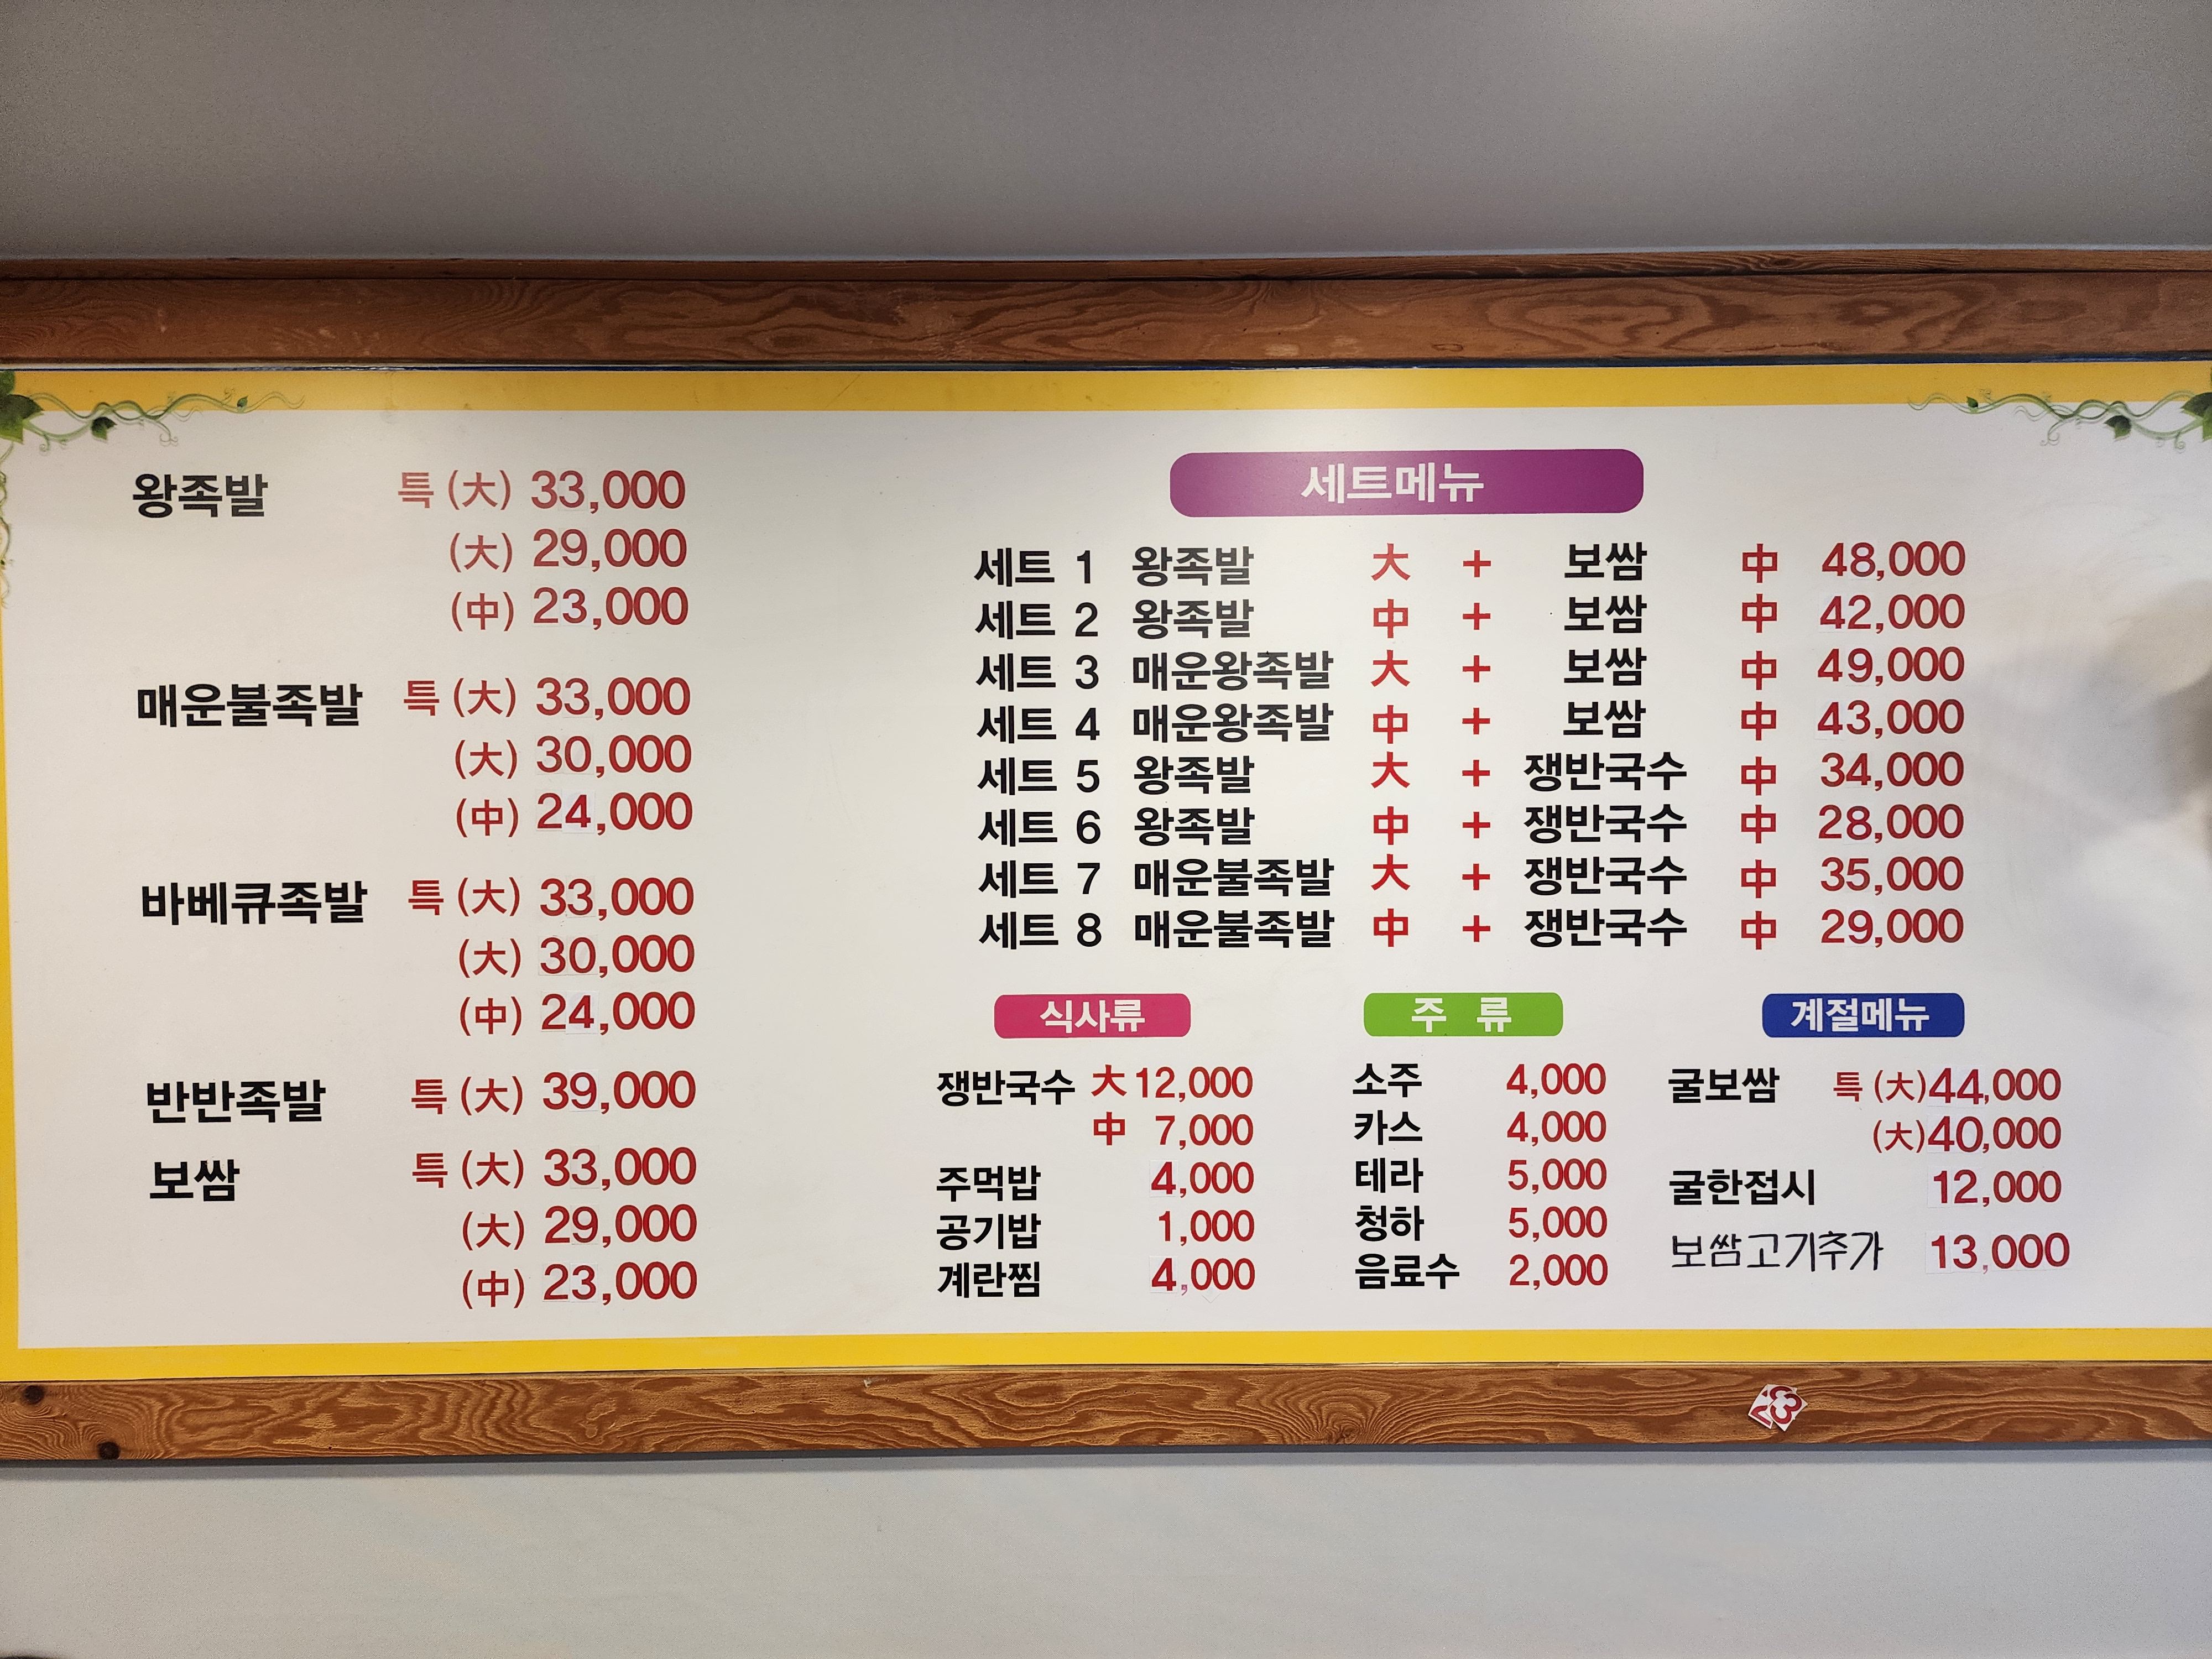 왕족발 특 (大) 33,000
(大) 29,000
(中) 23,000
매운불족발 특 (大) 33,000
(大) 30,000
(中) 24,000
바베큐족발 특 (大) 33,000
(大) 30,000
(中) 24,000
반반족발 특 (大) 39,000
보쌈 특 (大) 33,000
(大) 29,000
(中) 23,000
세트메뉴
세트 1 왕족발 大 + 보쌈 中 48,000
세트 2 왕족발 中 + 보쌈 中 42,000
세트 3 매운왕족발 大 + 보쌈 中 49,000
세트 4 매운왕족발 中 + 보쌈 中 43,000
세트 5 왕족발 大 + 쟁반국수 中 34,000
세트 6 왕족발 中 + 쟁반국수 中 28,000
세트 7 매운불족발 大 + 쟁반국수 中 35,000
세트 8 매운불족발 中 + 쟁반국수 中 29,000
식사류
쟁반국수 大 12,000
中 7,000
주먹밥 4,000
공기밥 1,000
계란찜 4,000
주 류
소주 4,000
카스 4,000
테라 5,000
청하 5,000
음료수 2,000
계절메뉴
굴보쌈 특 (大) 44,000
(大) 40,000
굴한접시 12,000
보쌈고기추가 13,000